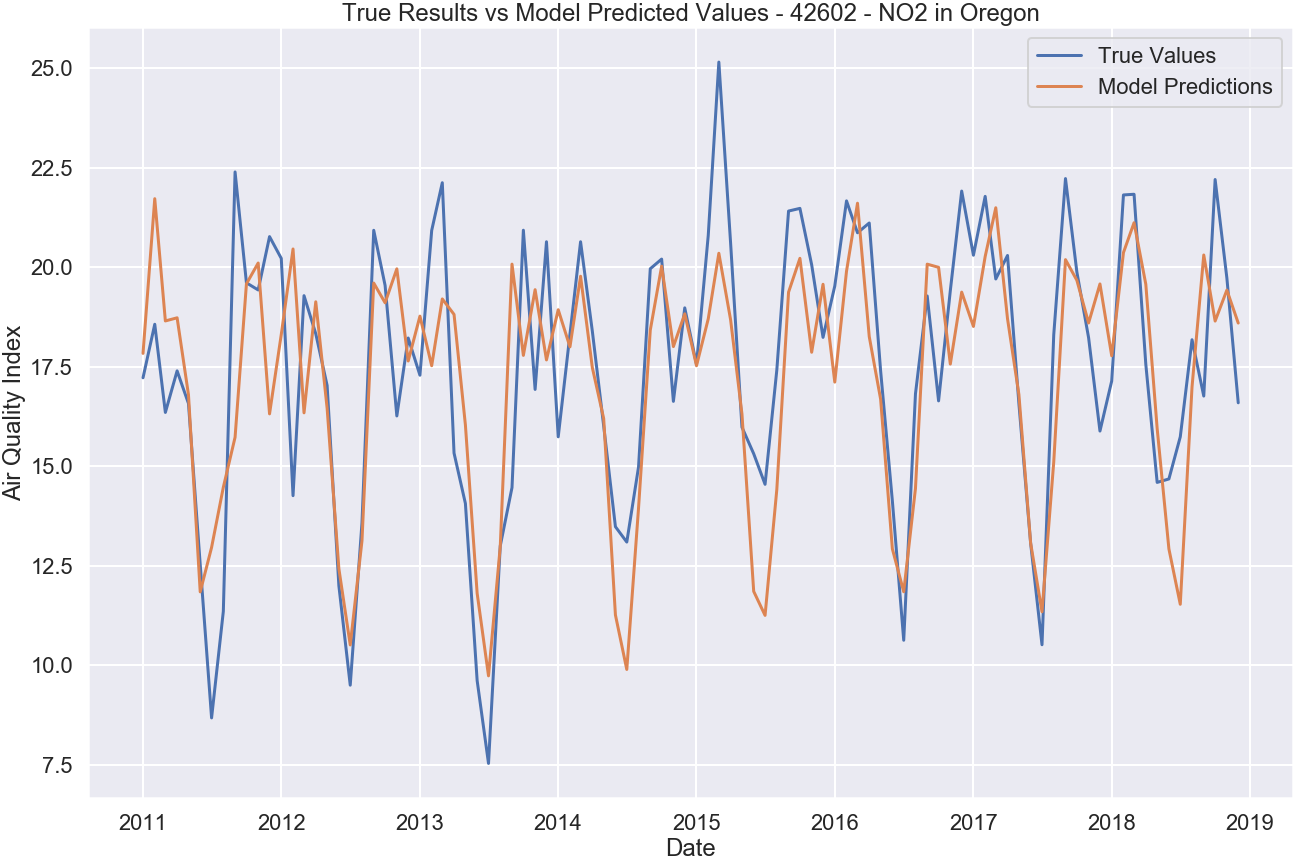 True Results vs Model Predicted Values - 42602 - NO2 in Oregon
True Values
Model Predictions
Air Quality Index
25.0
22.5
20.0
17.5
15.0
12.5
10.0
7.5
2011 2012 2013 2014 2015 2016 2017 2018 2019
Date